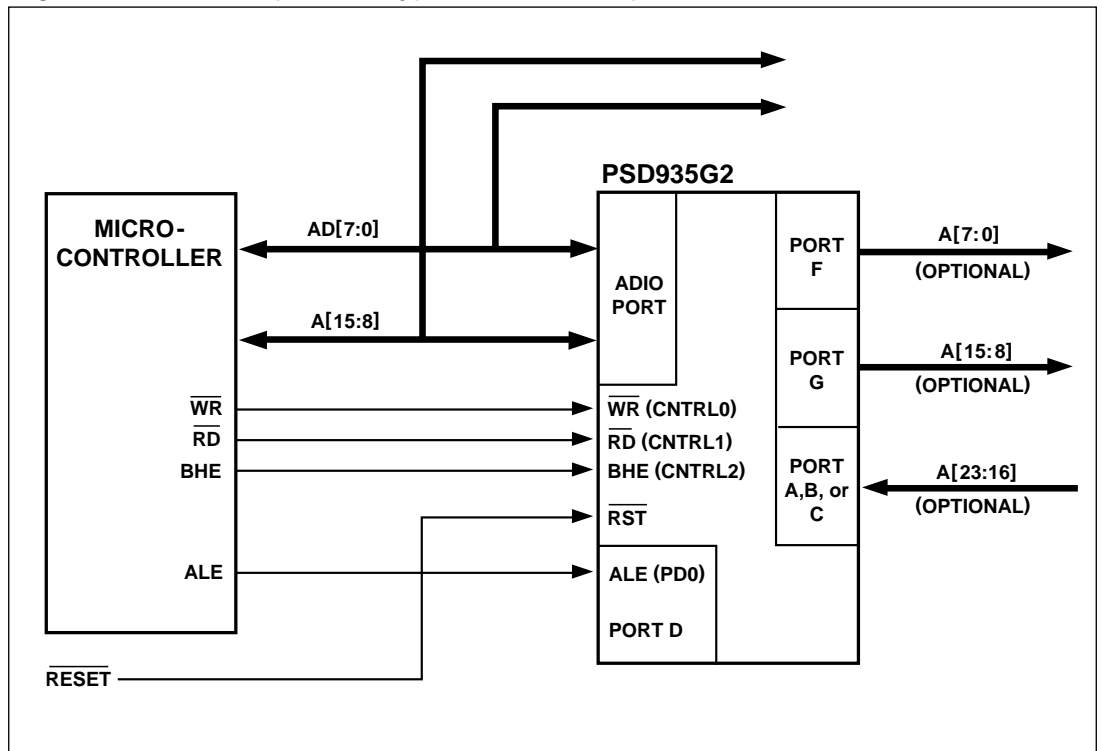 PSD935G2
MICRO-
CONTROLLER
AD[7:0]
A[15:8]
WR
RD
BHE
ALE
RESET
ADIO
PORT
WR (CNTRL0)
RD (CNTRL1)
BHE (CNTRL2)
RST
ALE (PD0)
PORT D
PORT
F
A[7:0]
(OPTIONAL)
PORT
G
A[15:8]
(OPTIONAL)
PORT
A,B, or
C
A[23:16]
(OPTIONAL)